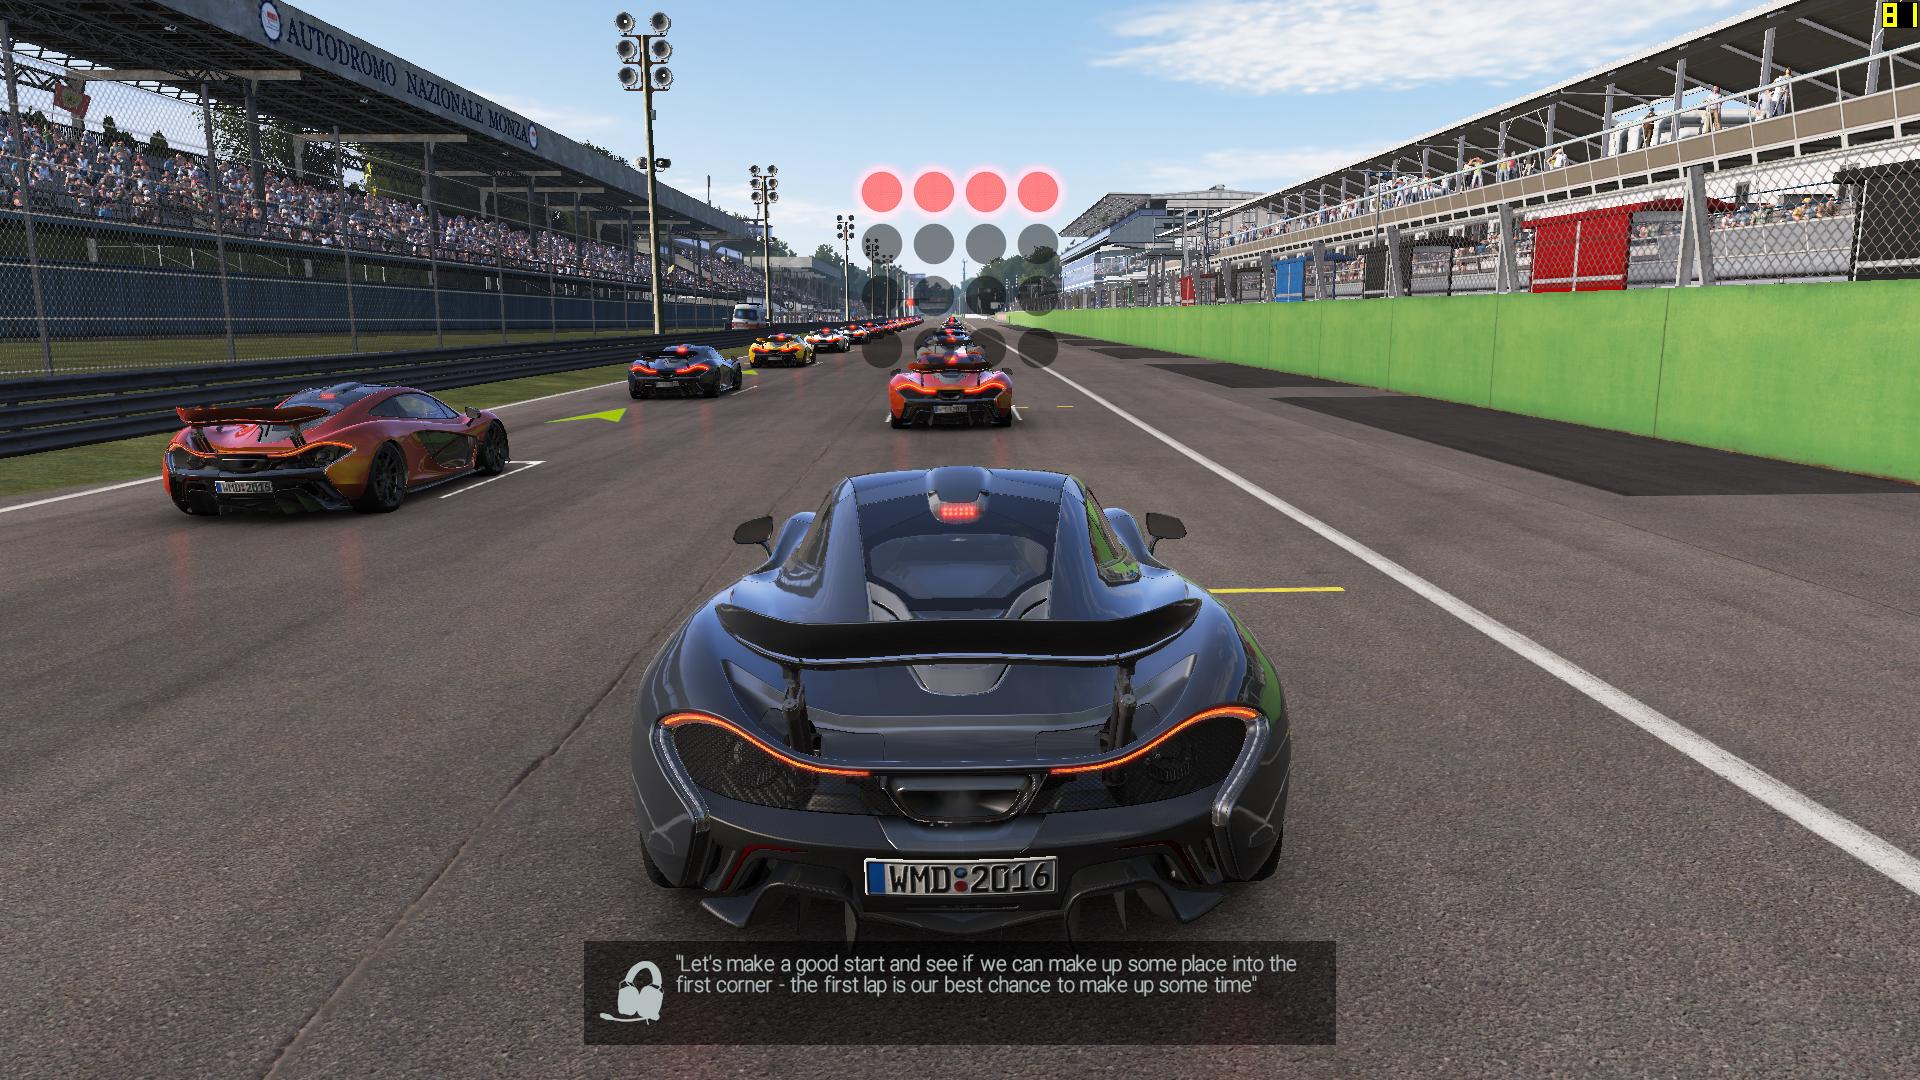 81
AUTODROMO NAZIONALE MONZA
WMD:2016
WMD:2016
"Let's make a good start and see if we can make up some place into the
first corner - the first lap is our best chance to make up some time"